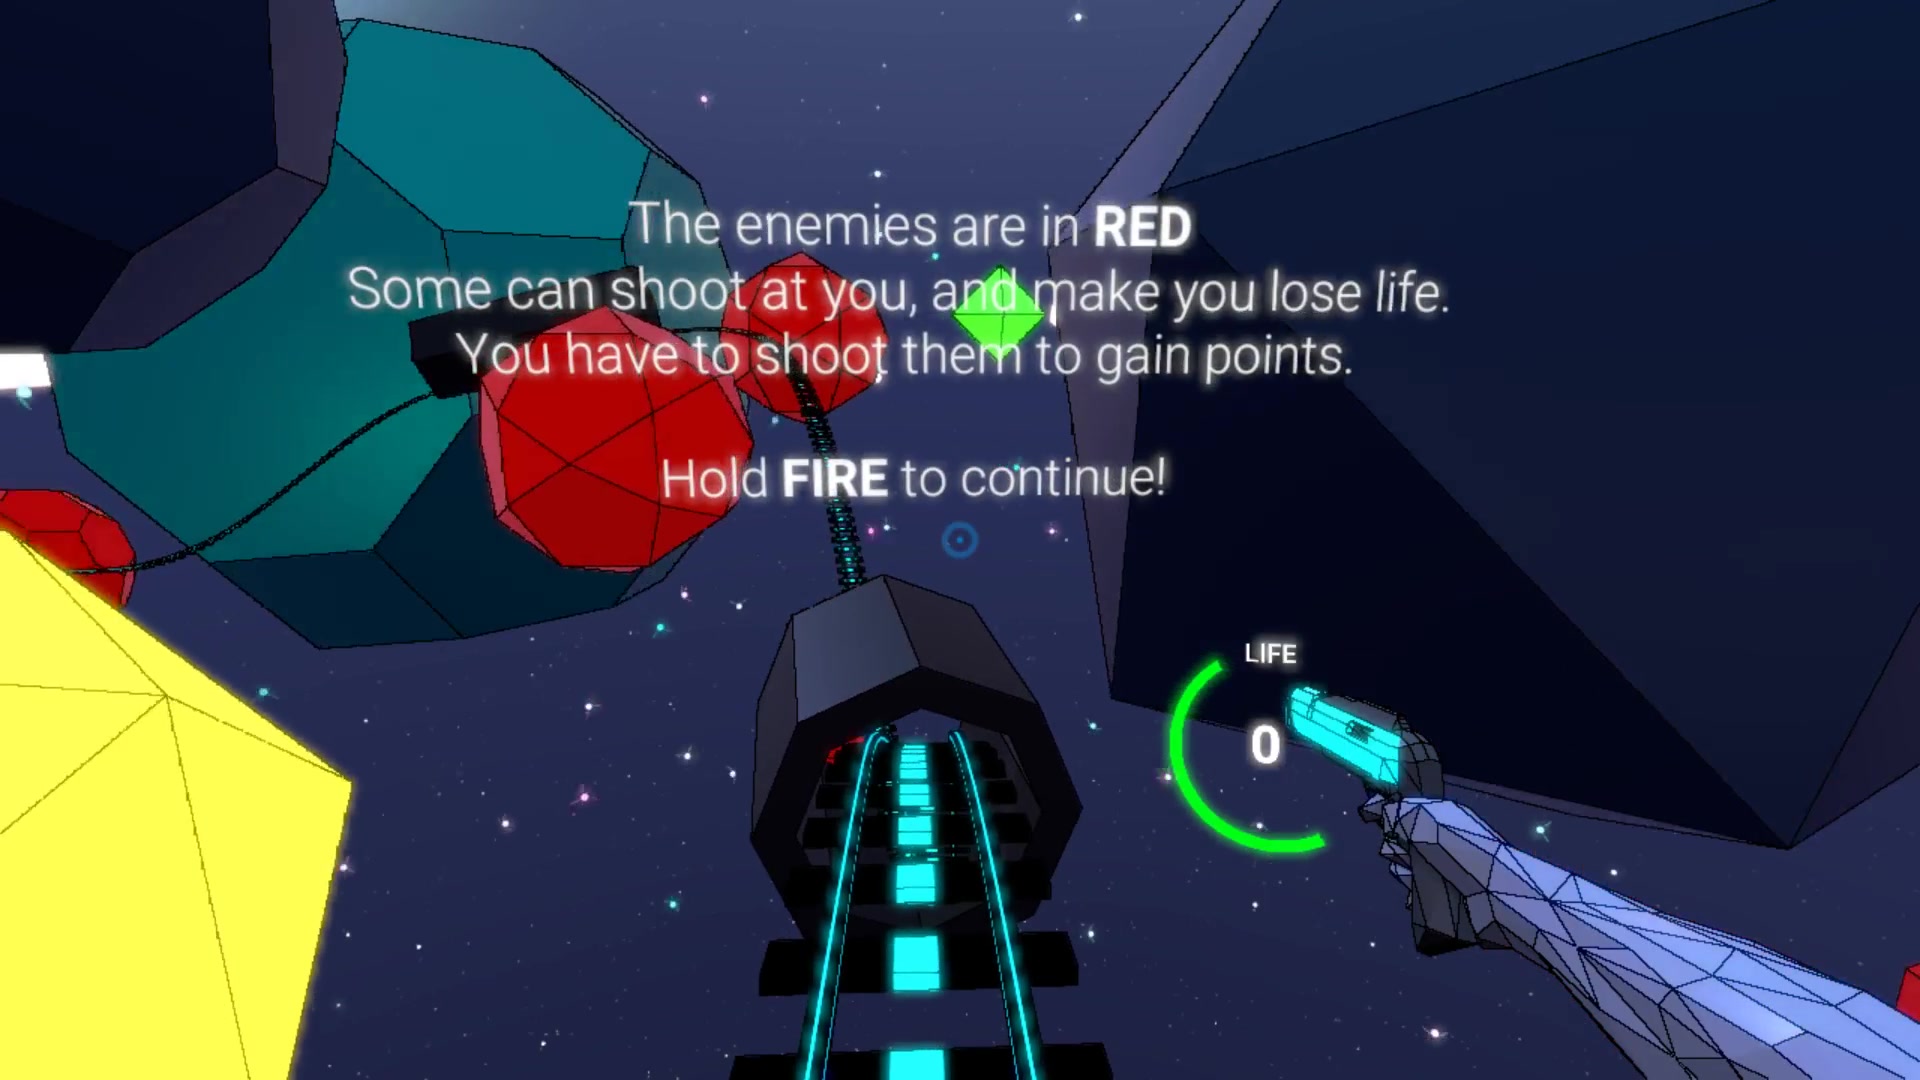 The enemies are in RED
Some can shoot at you, and make you lose life.
You have to shoot them to gain points.
Hold FIRE to continue!
LIFE
0